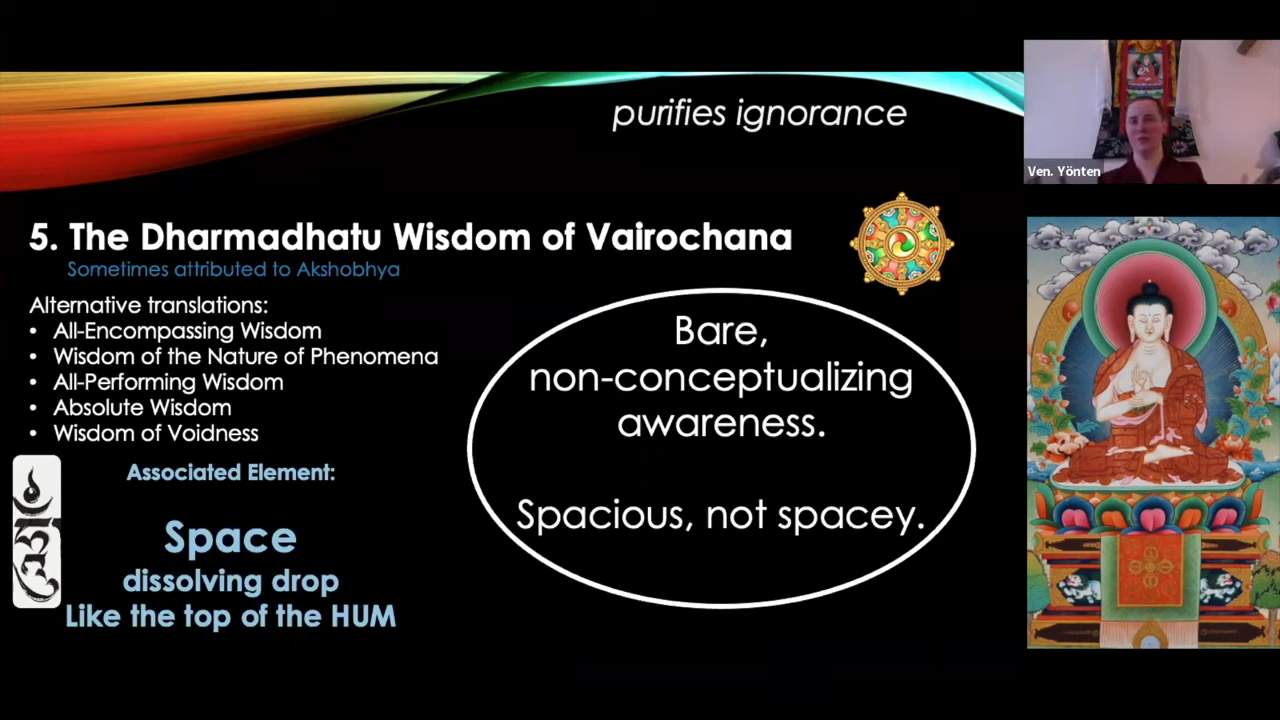 purifies ignorance
Ven. Yönten
5. The Dharmadhatu Wisdom of Vairochana
Sometimes attributed to Akshobhya
Alternative translations:
• All-Encompassing Wisdom
• Wisdom of the Nature of Phenomena
• All-Performing Wisdom
• Absolute Wisdom
• Wisdom of Voidness
Associated Element:
Space
dissolving drop
Like the top of the HUM
Bare,
non-conceptualizing
awareness.
Spacious, not spacey.